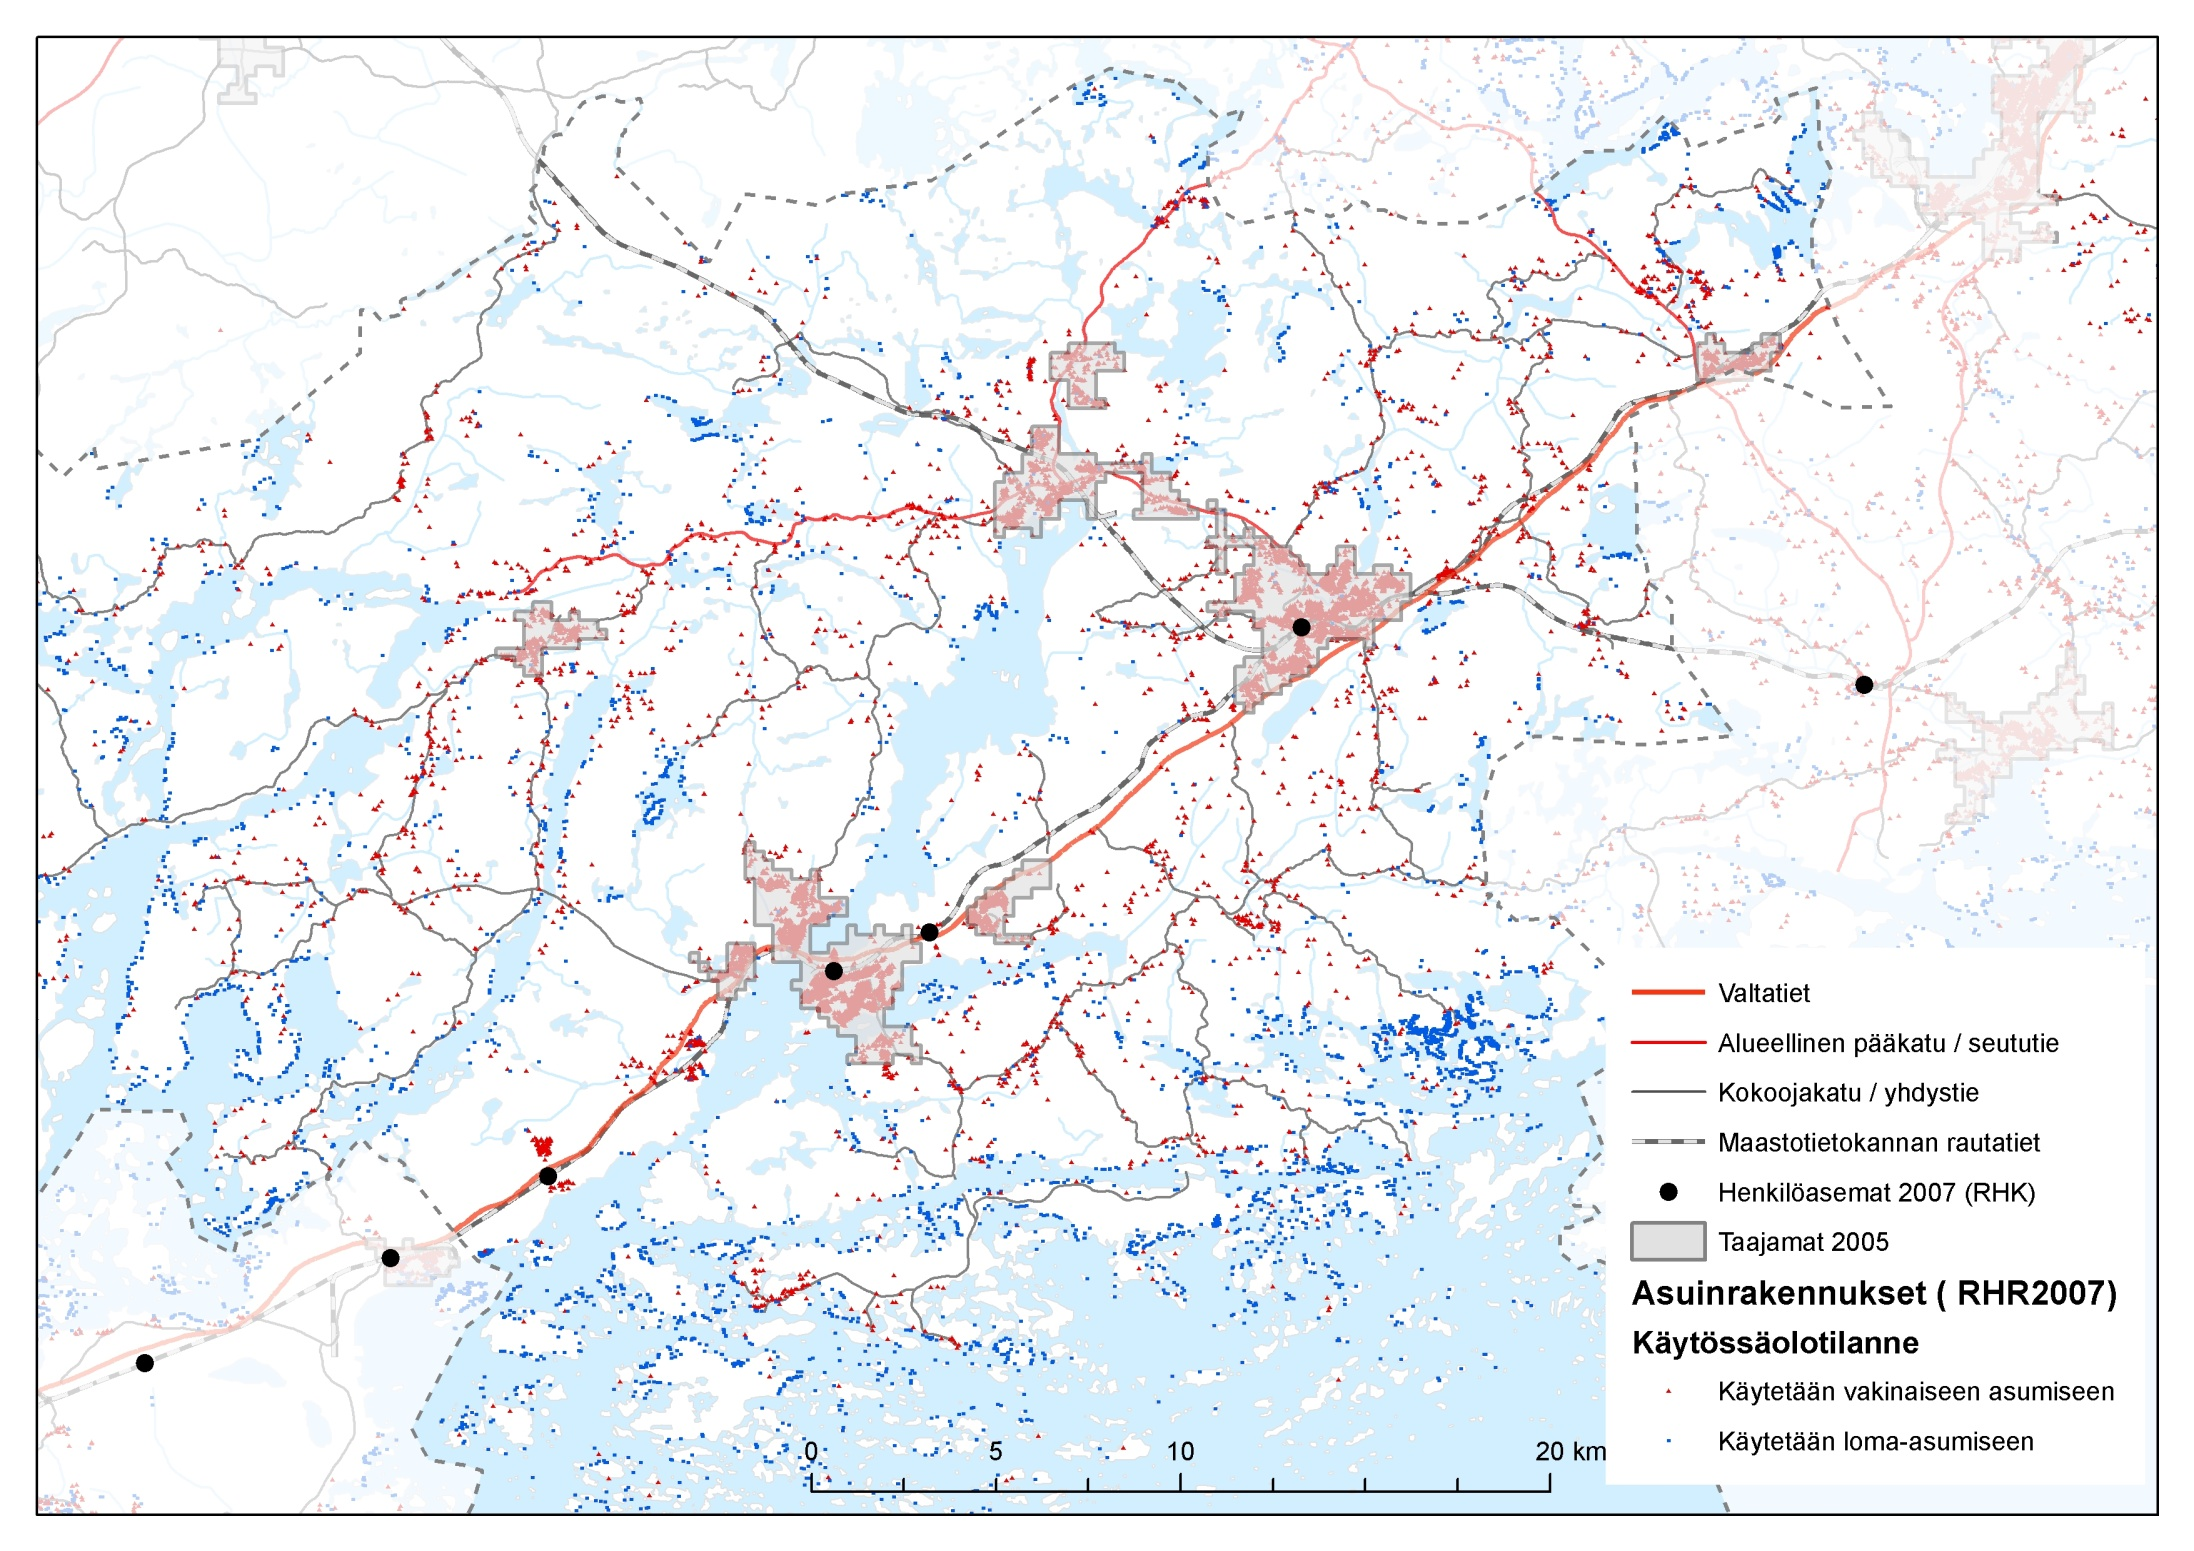 Valtatiet
Alueellinen pääkatu / seututie
Kokoojakatu / yhdystie
Maastotietokannan rautatiet
Henkilöasemat 2007 (RHK)
Taajamat 2005
Asuinrakennukset ( RHR2007)
Käytössäolotilanne
Käytetään vakinaiseen asumiseen
Käytetään loma-asumiseen
0 5 10 20 km